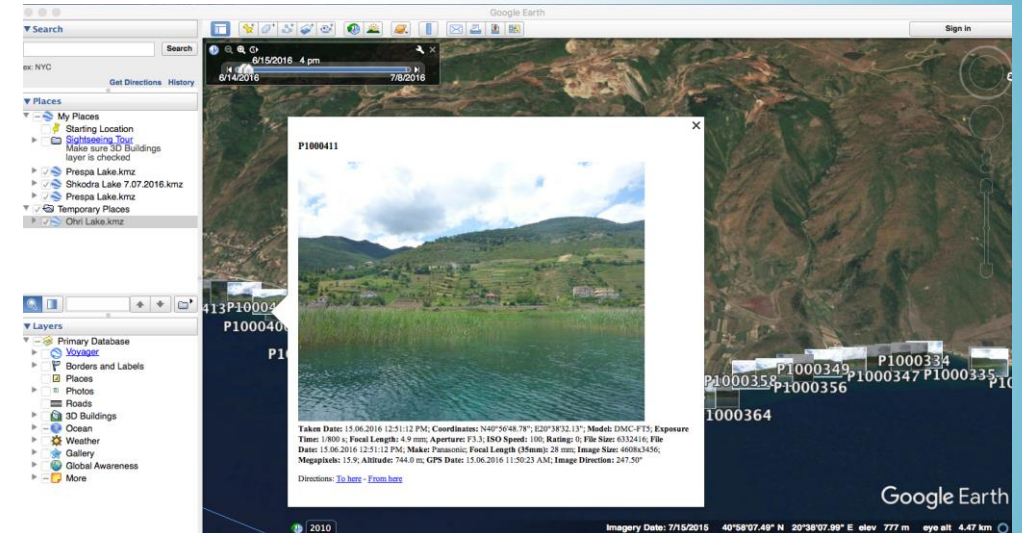 Google Earth
Sign in
▼ Search
Search
ex: NYC
Get Directions History
▼ Places
My Places
Starting Location
Sightseeing Tour
Make sure 3D Buildings
layer is checked
Prespa Lake.kmz
Shkodra Lake 7.07.2016.kmz
Prespa Lake.kmz
Temporary Places
Ohri Lake.kmz
▼ Layers
Primary Database
Voyager
Borders and Labels
Places
Photos
Roads
3D Buildings
Ocean
Weather
Gallery
Global Awareness
More
6/15/2016 4 pm
6/14/2016 7/8/2016
P1000411
Taken Date: 15.06.2016 12:51:12 PM; Coordinates: N40°56'48.78"; E20°38'32.13"; Model: DMC-FT5; Exposure
Time: 1/800 s; Focal Length: 4.9 mm; Aperture: F3.3; ISO Speed: 100; Rating: 0; File Size: 6332416; File
Date: 15.06.2016 12:51:12 PM; Make: Panasonic; Focal Length (35mm): 28 mm; Image Size: 4608x3456;
Megapixels: 15.9; Altitude: 744.0 m; GPS Date: 15.06.2016 11:50:23 AM; Image Direction: 247.50°
Directions: To here - From here
P1000334
P1000349
P1000347
P1000335
P1000358
P1000356
1000364
Google Earth
2010
Imagery Date: 7/15/2015 40°58'07.49" N 20°38'07.99" E elev 777 m eye alt 4.47 km